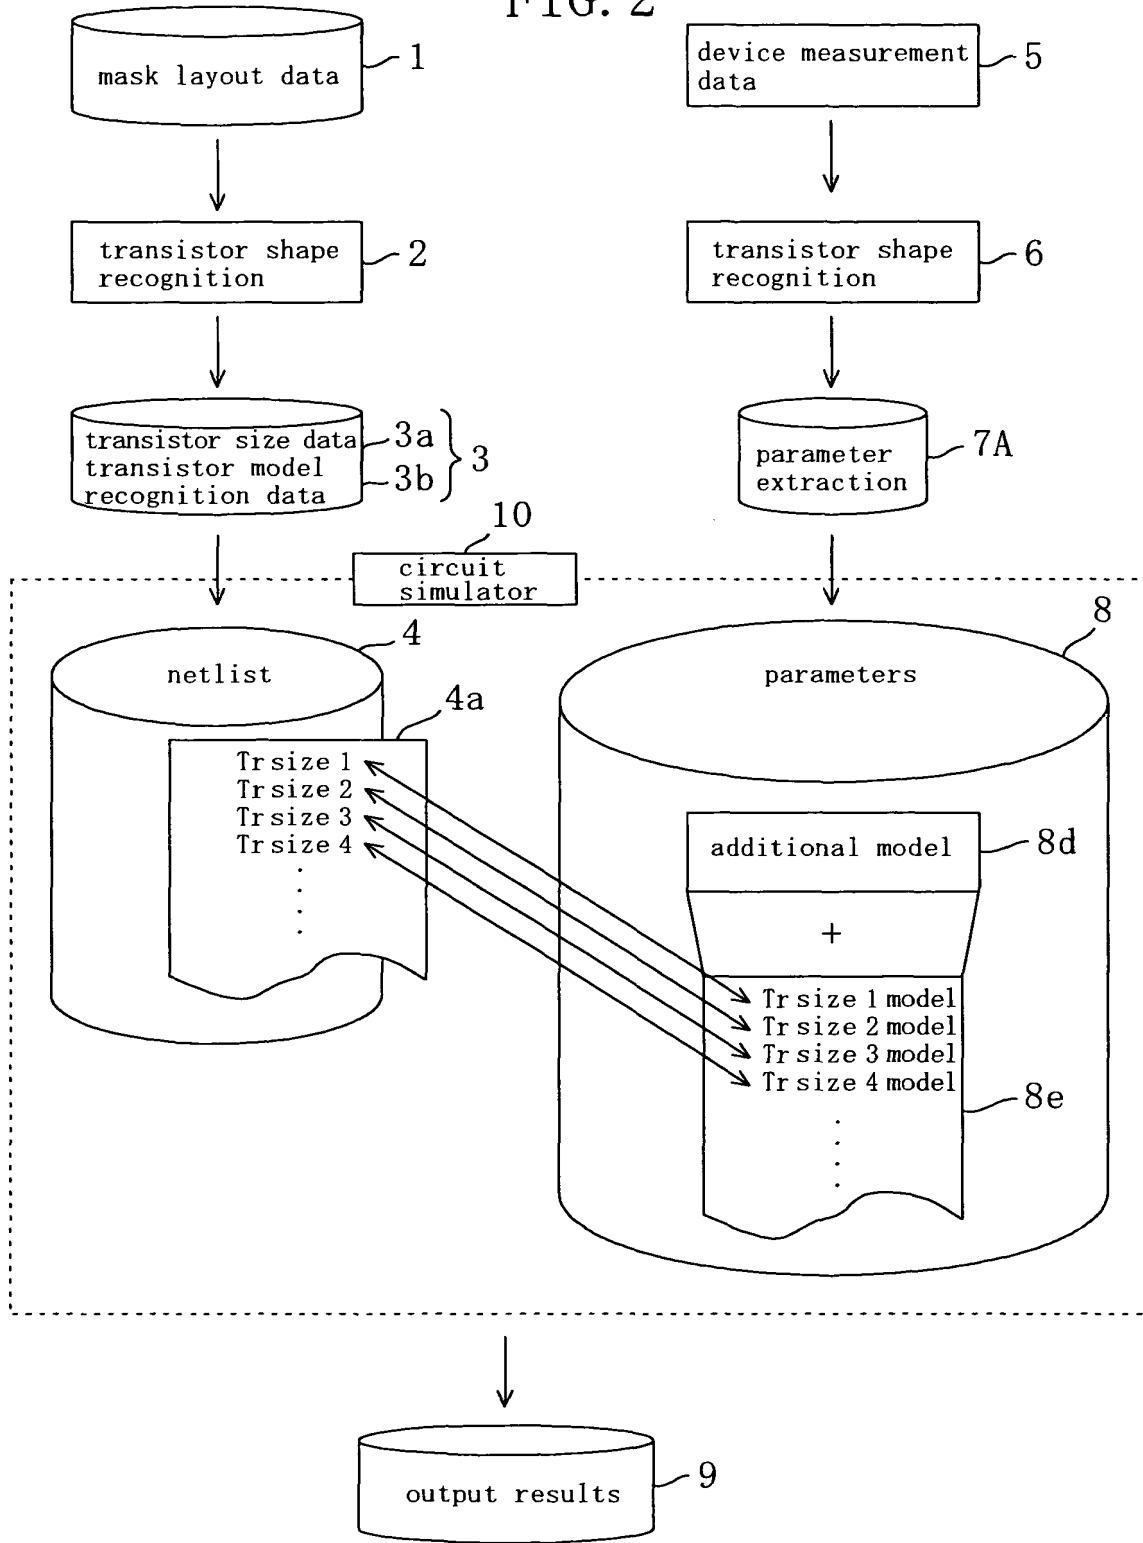 FIG. 2
mask layout data
1
device measurement
data
5
transistor shape
recognition
2
transistor shape
recognition
6
transistor size data
transistor model
recognition data
3a
3b
3
parameter
extraction
7A
10
circuit
simulator
4
netlist
4a
Tr size 1
Tr size 2
Tr size 3
Tr size 4
8
parameters
additional model
8d
+
Tr size 1 model
Tr size 2 model
Tr size 3 model
Tr size 4 model
8e
output results
9